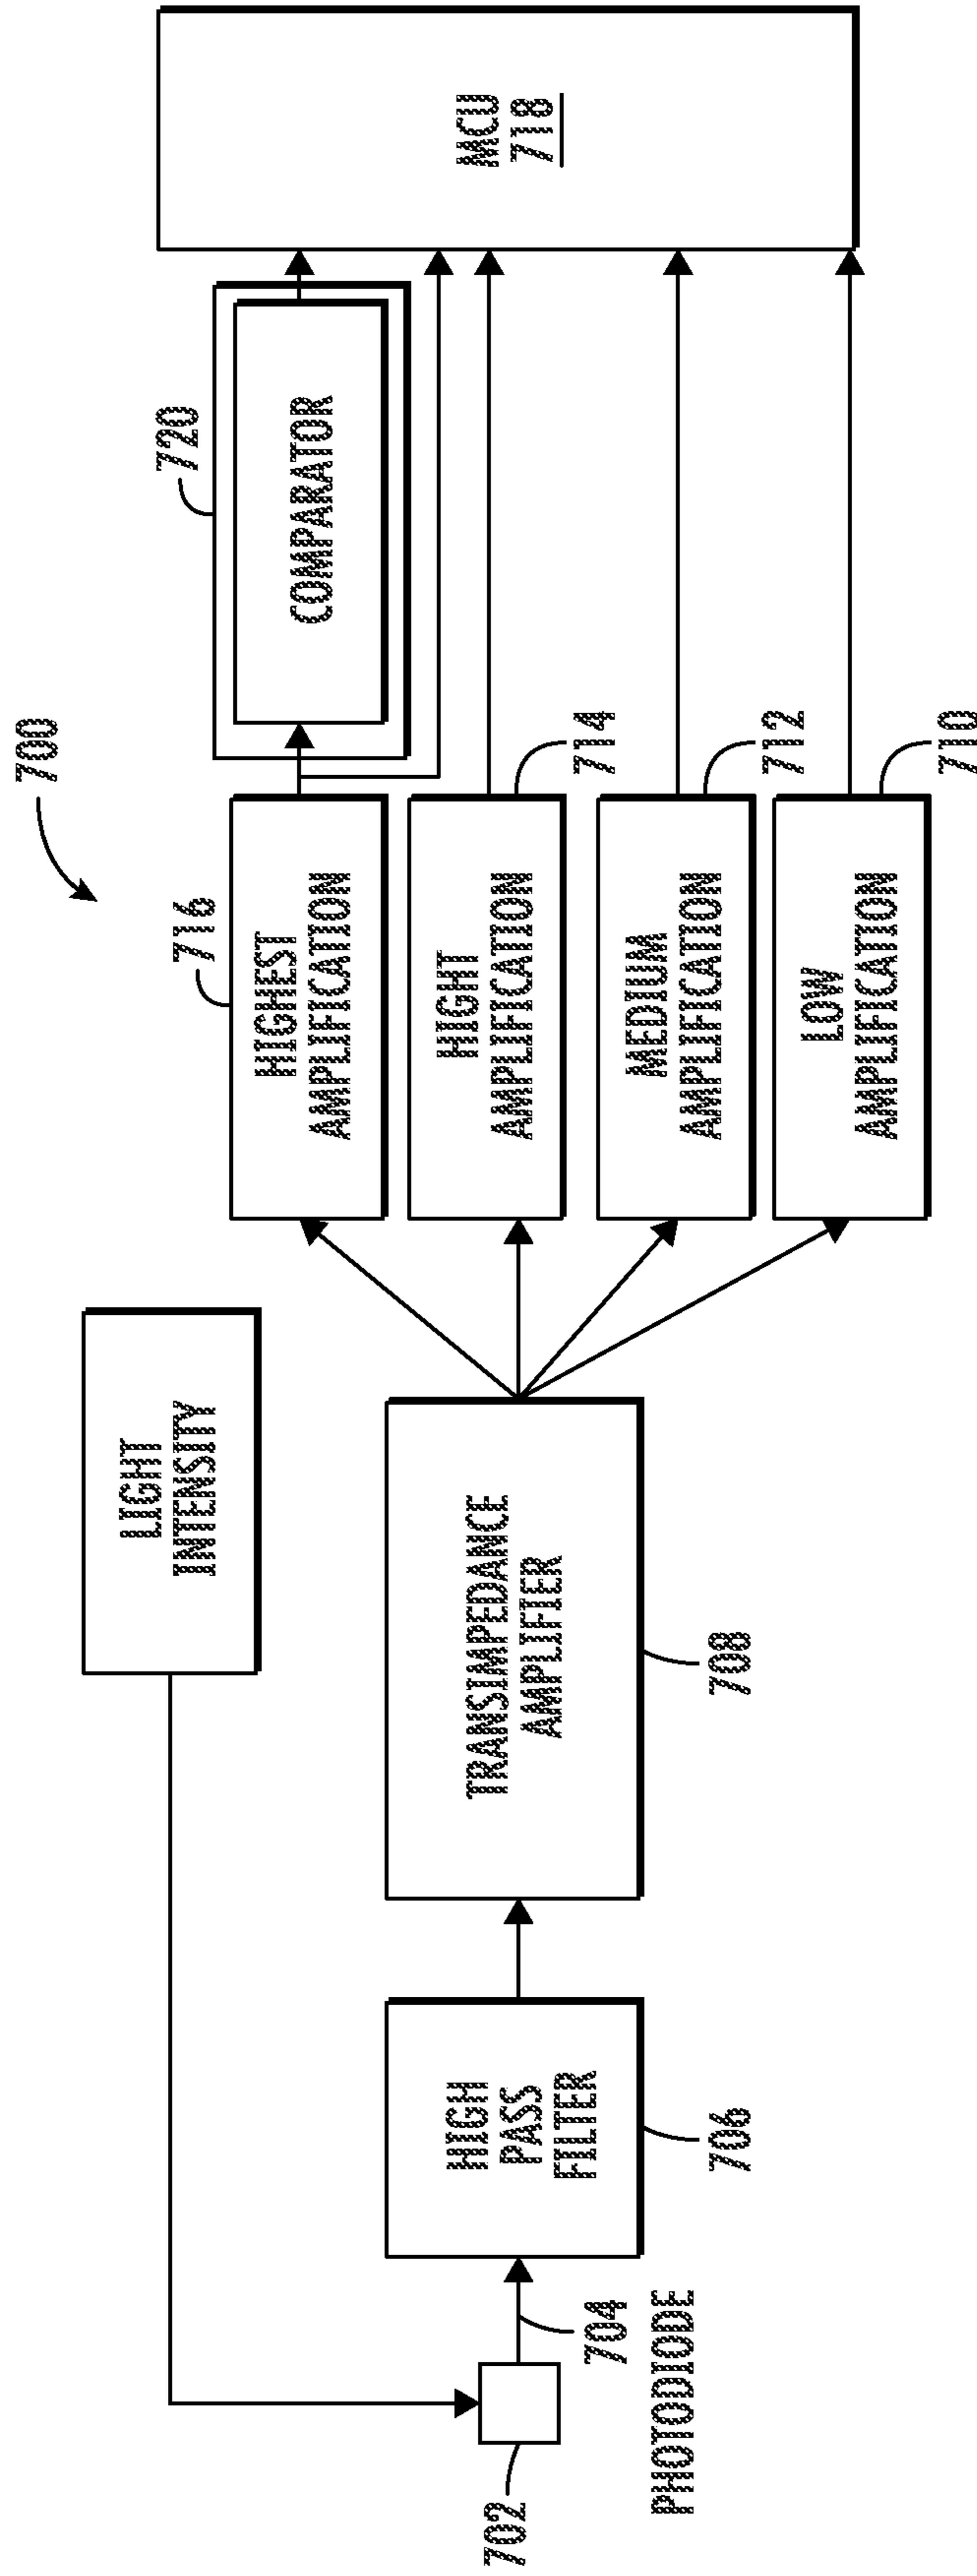 700
LIGHT
INTENSITY
702
704
PHOTODIODE
HIGH
PASS
FILTER
706
TRANSIMPEDANCE
AMPLIFIER
708
716
HIGHEST
AMPLIFICATION
HIGH
AMPLIFICATION
714
MEDIUM
AMPLIFICATION
712
LOW
AMPLIFICATION
710
720
COMPARATOR
MCU
718